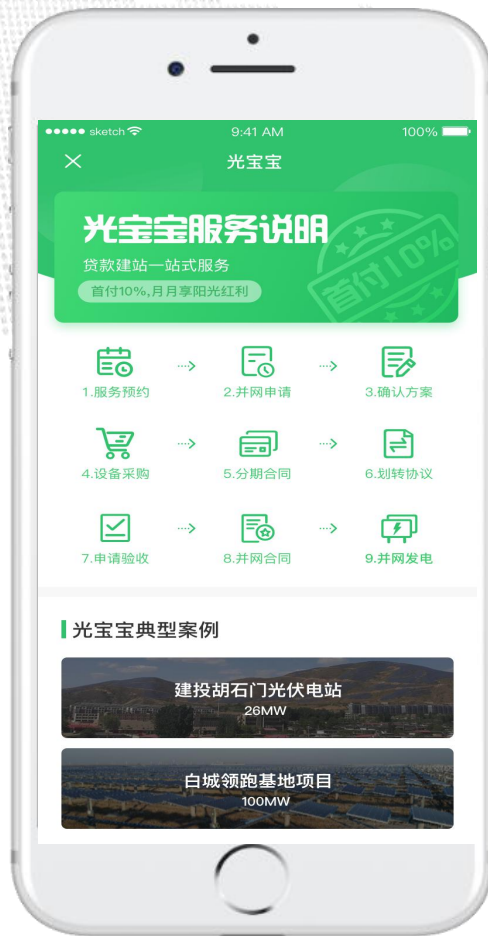 sketch 9:41 AM 100%
光宝宝
光宝宝服务说明
贷款建站一站式服务
首付10%,月月享阳光红利
首付10%
1.服务预约 2.并网申请 3.确认方案
4.设备采购 5.分期合同 6.划转协议
7.申请验收 8.并网合同 9.并网发电
光宝宝典型案例
建投胡石门光伏电站
26MW
白城领跑基地项目
100MW